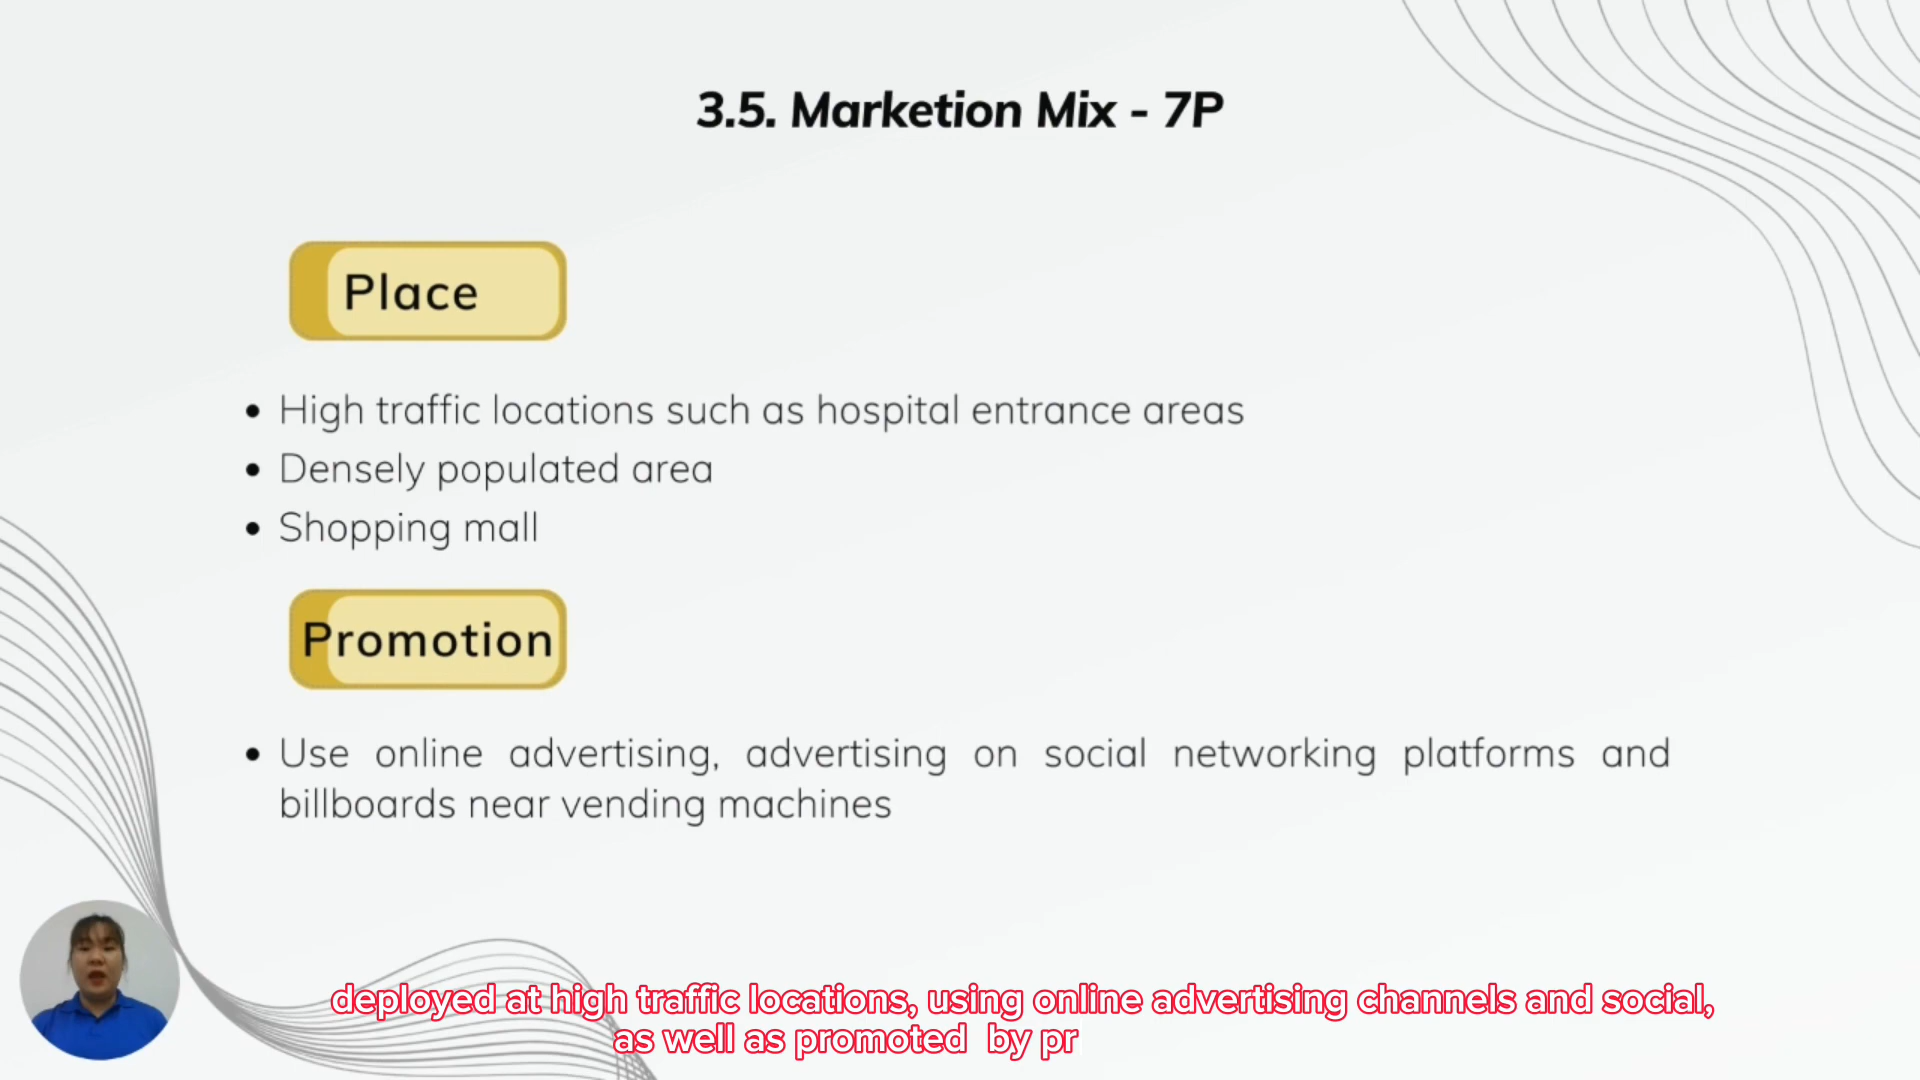 3.5. Marketion Mix - 7P
Place
• High traffic locations such as hospital entrance areas
• Densely populated area
• Shopping mall
Promotion
• Use online advertising, advertising on social networking platforms and
billboards near vending machines
deployed at high traffic locations, using online advertising channels and social,
as well as promoted by pr